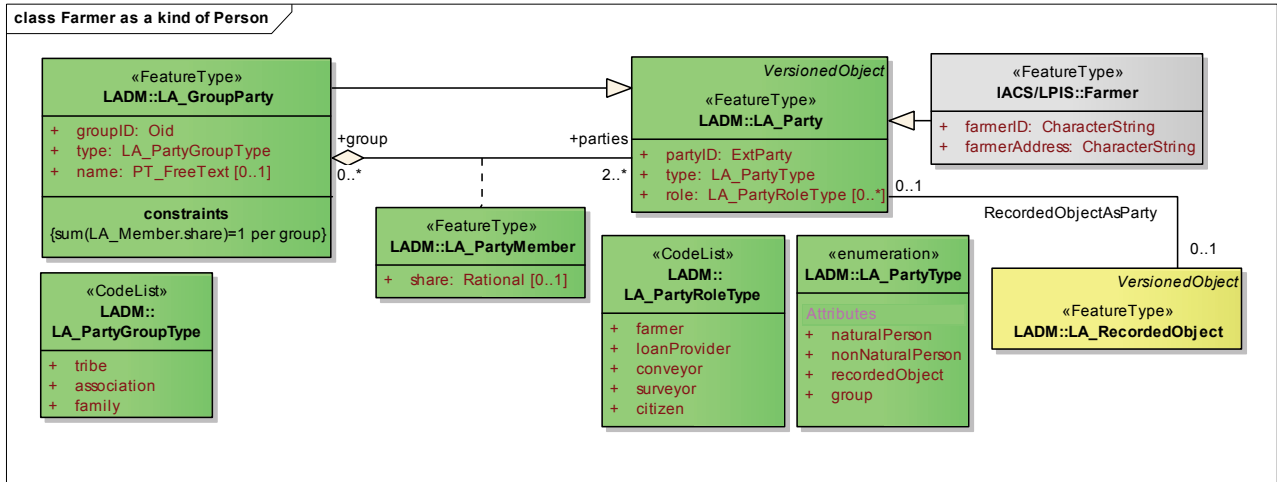 class Farmer as a kind of Person
«FeatureType»
LADM::LA_GroupParty
+ groupID: Oid
+ type: LA_PartyGroupType
+ name: PT_FreeText [0..1]
constraints
{sum(LA_Member.share)=1 per group}
+group
0..*
+parties
2..*
VersionedObject
«FeatureType»
LADM::LA_Party
+ partyID: ExtParty
+ type: LA_PartyType
+ role: LA_PartyRoleType [0..*]
«FeatureType»
IACS/LPIS::Farmer
+ farmerID: CharacterString
+ farmerAddress: CharacterString
0..1
RecordedObjectAsParty
0..1
«FeatureType»
LADM::LA_PartyMember
+ share: Rational [0..1]
«CodeList»
LADM::
LA_PartyGroupType
+ tribe
+ association
+ family
«CodeList»
LADM::
LA_PartyRoleType
+ farmer
+ loanProvider
+ conveyor
+ surveyor
+ citizen
«enumeration»
LADM::LA_PartyType
Attributes
+ naturalPerson
+ nonNaturalPerson
+ recordedObject
+ group
VersionedObject
«FeatureType»
LADM::LA_RecordedObject